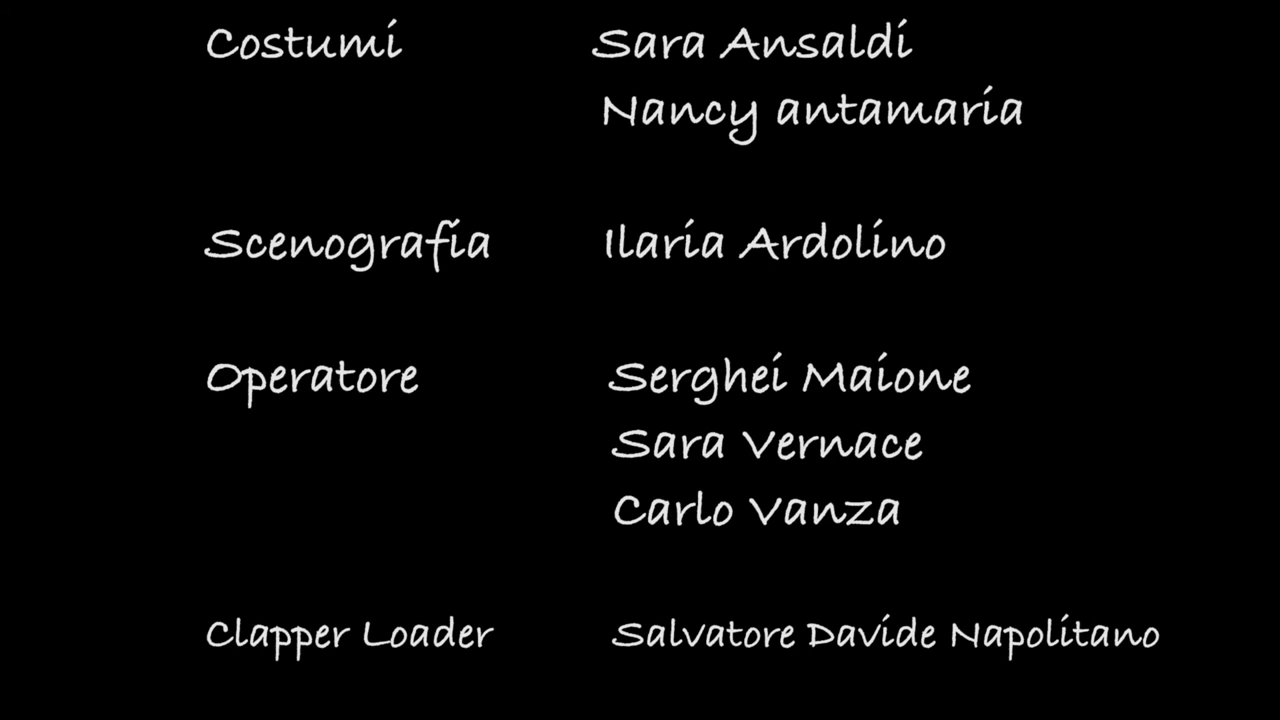 Costumi Sara Ansaldi
Nancy antamaria
Scenografia Ilaria Ardolino
Operatore Serghei Maione
Sara Vernace
Carlo Vanza
Clapper Loader Salvatore Davide Napolitano